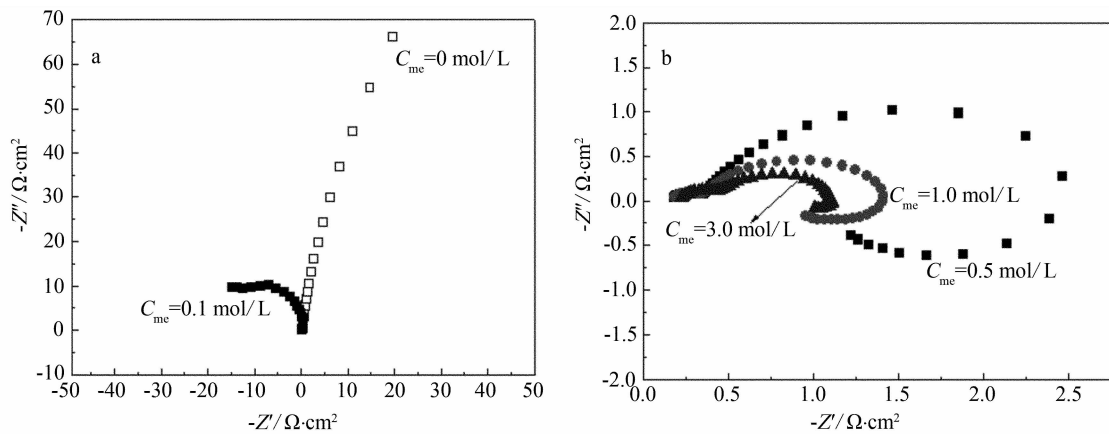 a
70
60
50
40
30
20
10
0
-10
-Z″/Ω·cm²
C_me=0 mol/L
C_me=0.1 mol/L
-50 -40 -30 -20 -10 0 10 20 30 40 50
-Z′/Ω·cm²
b
2.0
1.5
1.0
0.5
0.0
-0.5
-1.0
-1.5
-2.0
-Z″/Ω·cm²
C_me=1.0 mol/L
C_me=3.0 mol/L
C_me=0.5 mol/L
0.0 0.5 1.0 1.5 2.0 2.5
-Z′/Ω·cm²